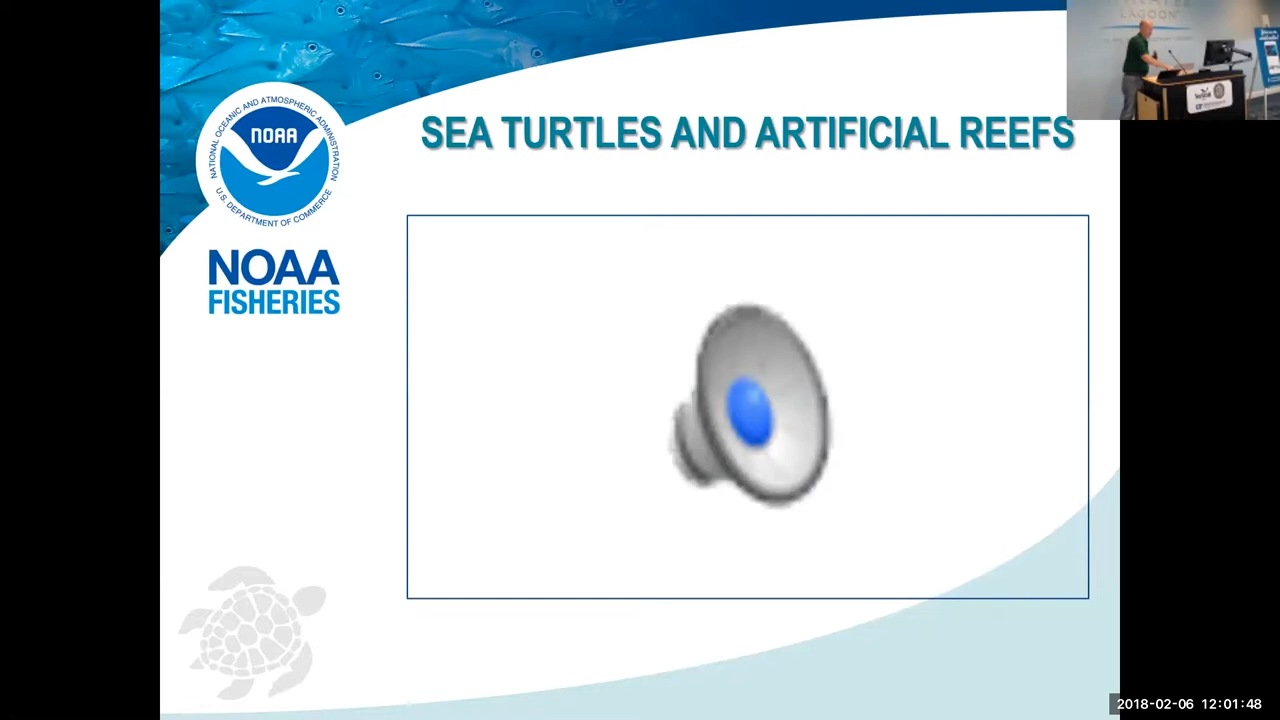 LAGOON
NATIONAL OCEANIC AND ATMOSPHERIC ADMINISTRATION
NOAA
U.S. DEPARTMENT OF COMMERCE
SEA TURTLES AND ARTIFICIAL REEFS
NOAA
FISHERIES
2018-02-06 12:01:48